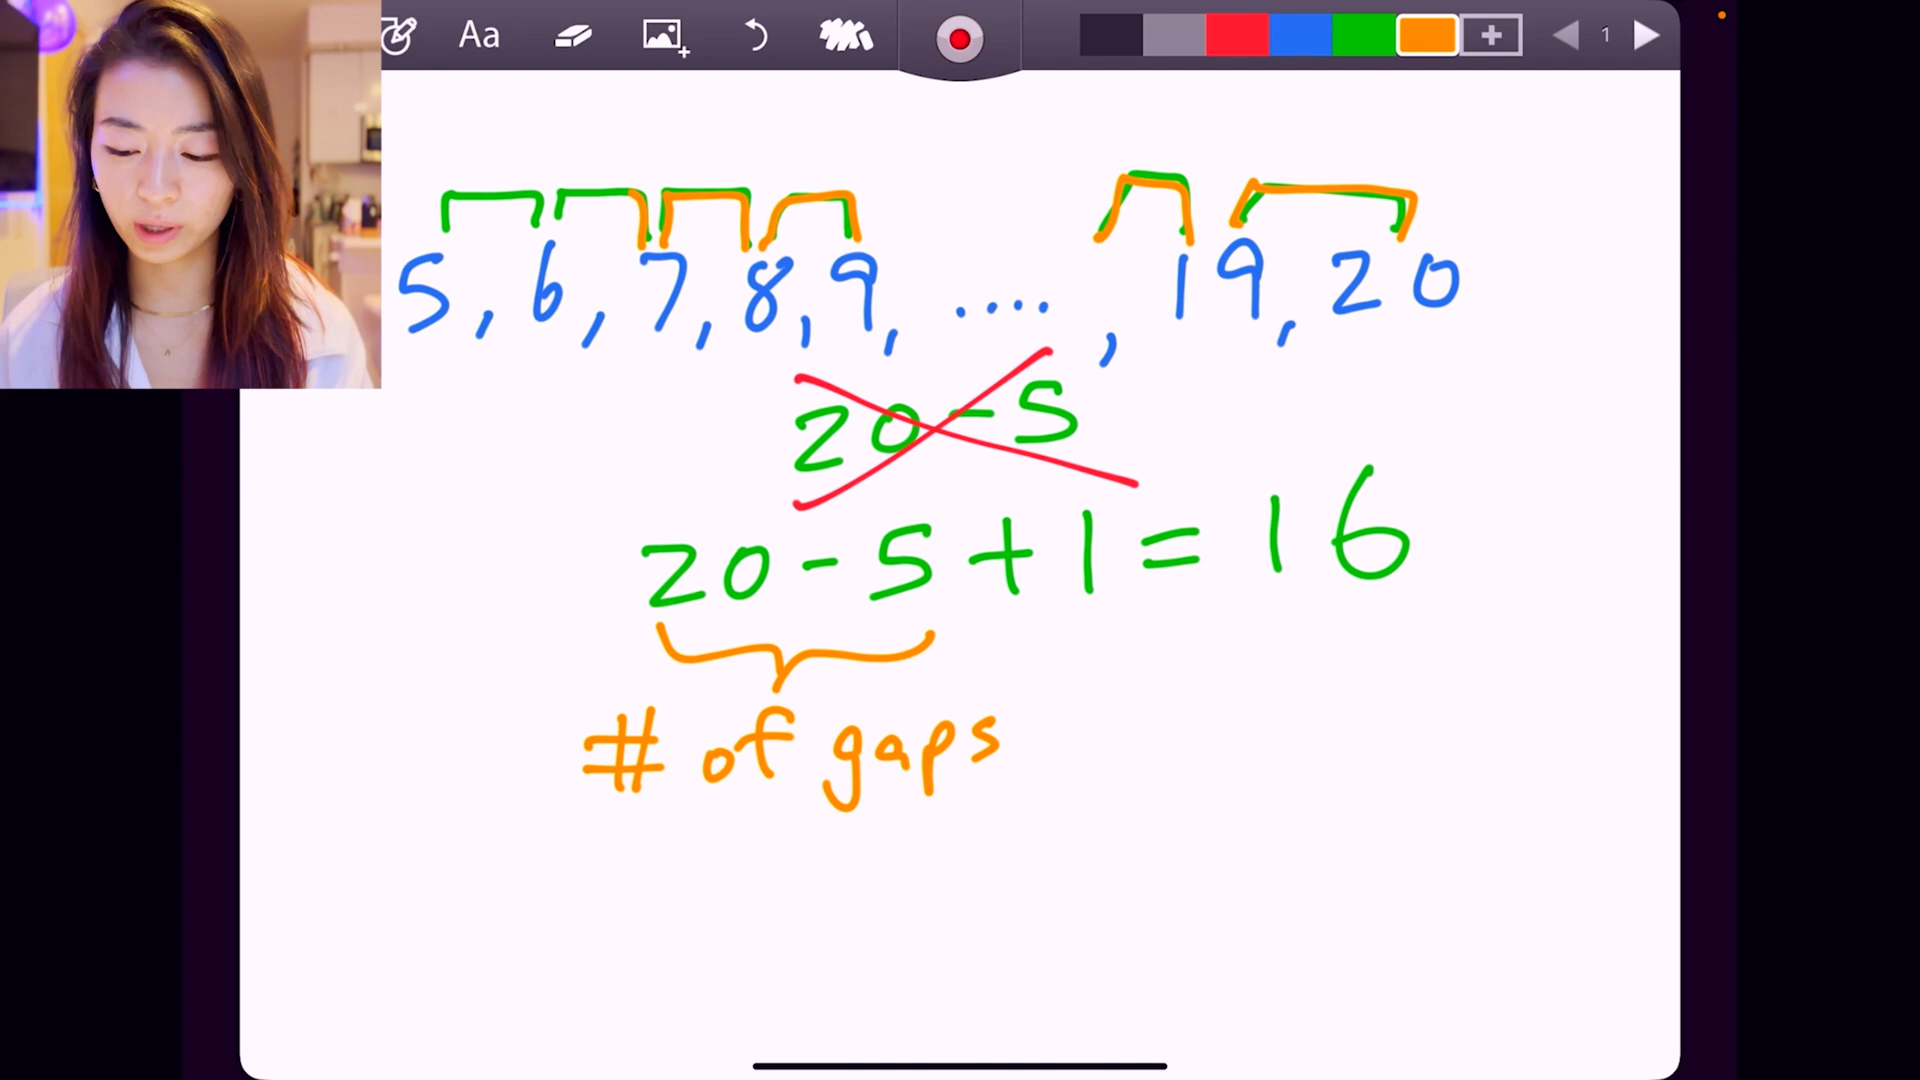 Aa
1
5, 6, 7, 8, 9, ...., 19, 20
20-5
20-5+1=16
# of gaps